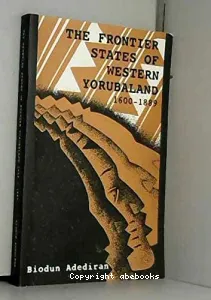 THE FRONTIER
STATES OF
WESTERN
YORUBALAND
1600-1889
Biodun Adediran
Copyright abebooks